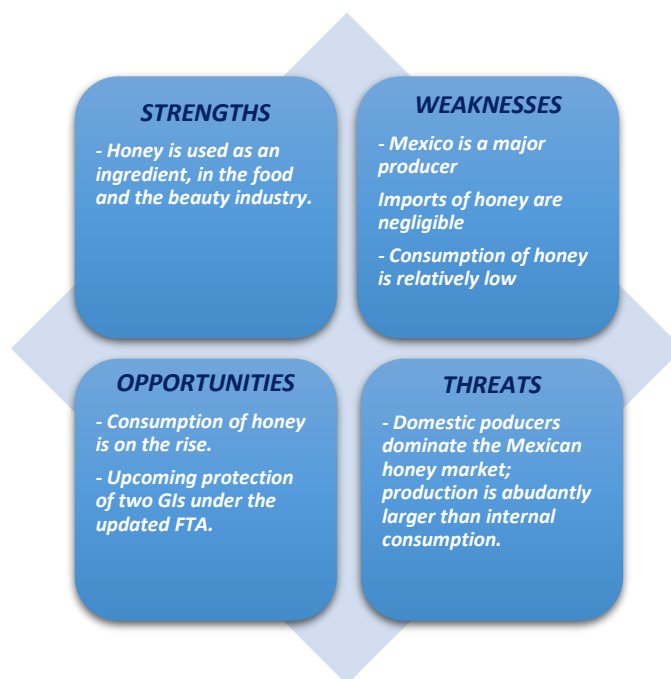 STRENGTHS
- Honey is used as an
ingredient, in the food
and the beauty industry.
WEAKNESSES
- Mexico is a major
producer
Imports of honey are
negligible
- Consumption of honey
is relatively low
OPPORTUNITIES
- Consumption of honey
is on the rise.
- Upcoming protection
of two GIs under the
updated FTA.
THREATS
- Domestic poducers
dominate the Mexican
honey market;
production is abudantly
larger than internal
consumption.